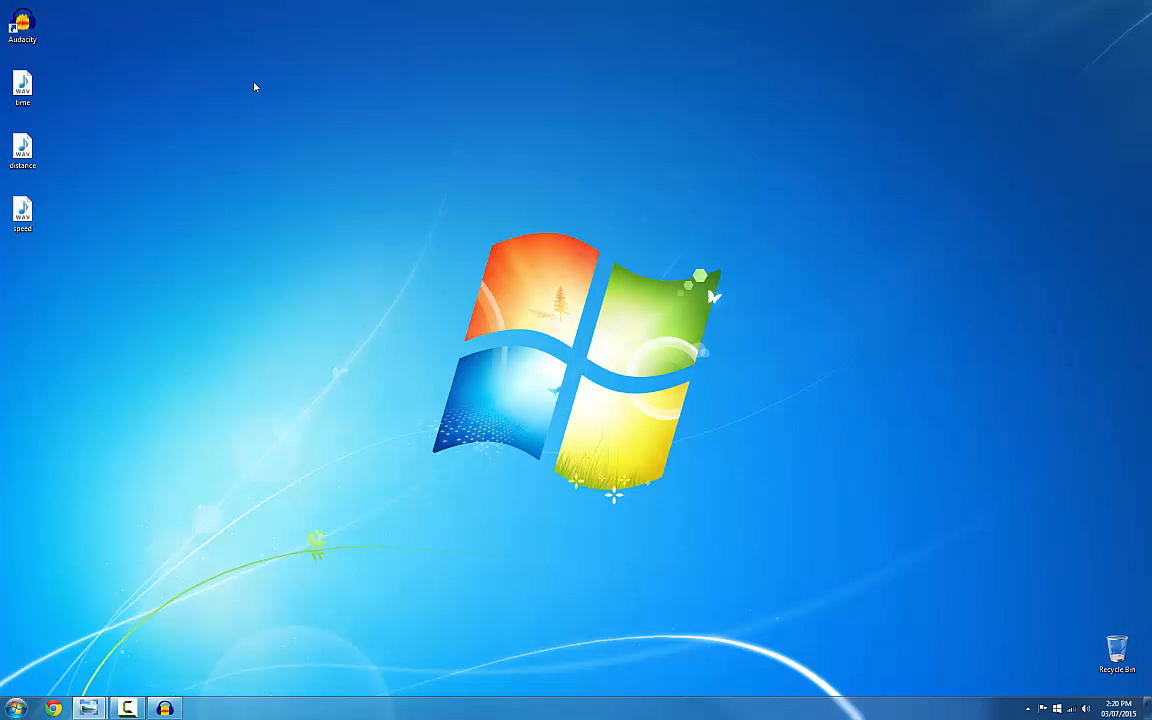 Audacity
WAV
time
WAV
distance
WAV
speed
Recycle Bin
2:20 PM
03/07/2015